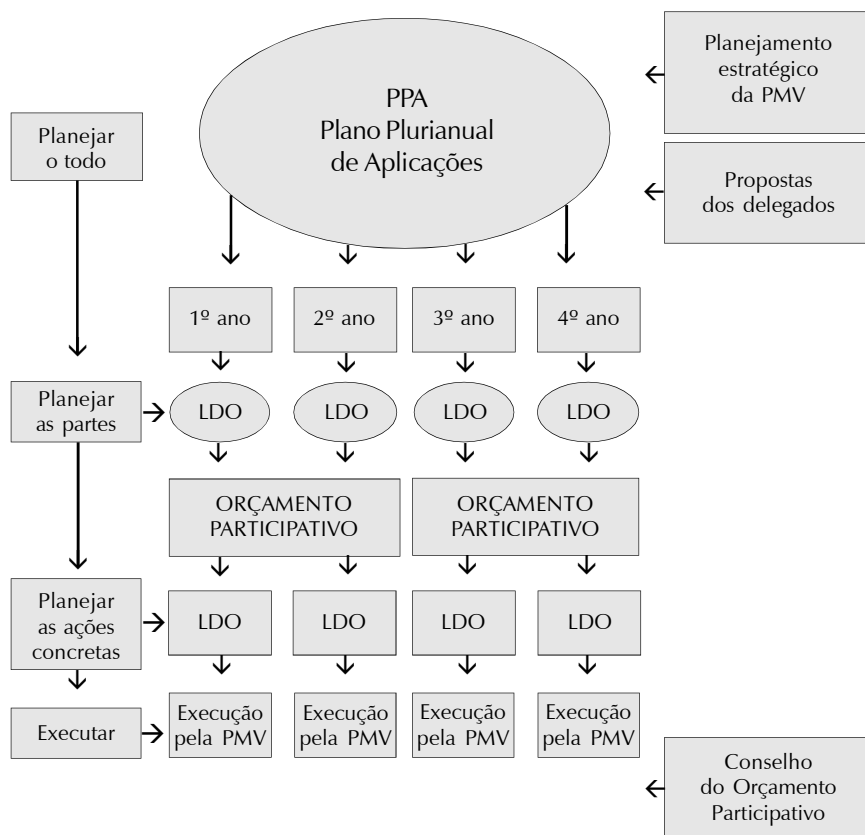 Planejamento
estratégico
da PMV
PPA
Plano Plurianual
de Aplicações
Planejar
o todo
Propostas
dos delegados
1º ano
2º ano
3º ano
4º ano
Planejar
as partes
LDO
LDO
LDO
LDO
ORÇAMENTO
PARTICIPATIVO
ORÇAMENTO
PARTICIPATIVO
Planejar
as ações
concretas
LDO
LDO
LDO
LDO
Executar
Execução
pela PMV
Execução
pela PMV
Execução
pela PMV
Execução
pela PMV
Conselho
do Orçamento
Participativo